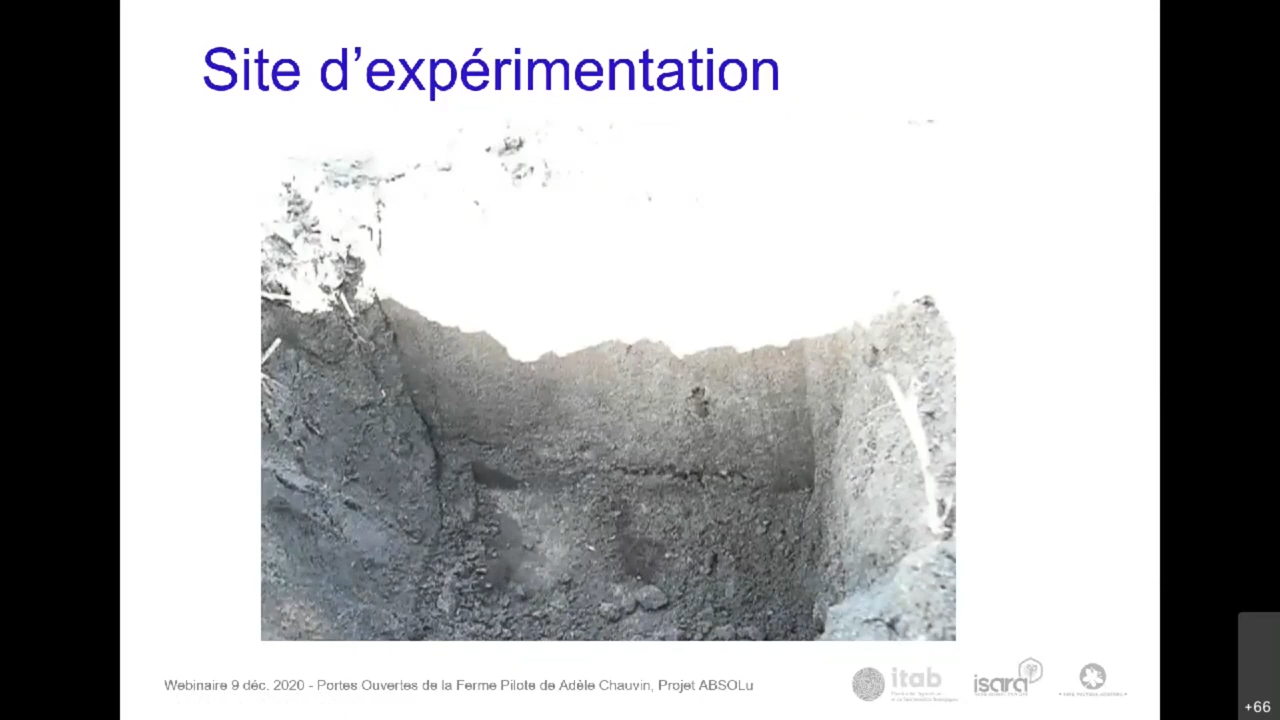 Site d'expérimentation
Webinaire 9 déc. 2020 - Portes Ouvertes de la Ferme Pilote de Adèle Chauvin, Projet ABSOLu
itab
isara
+66